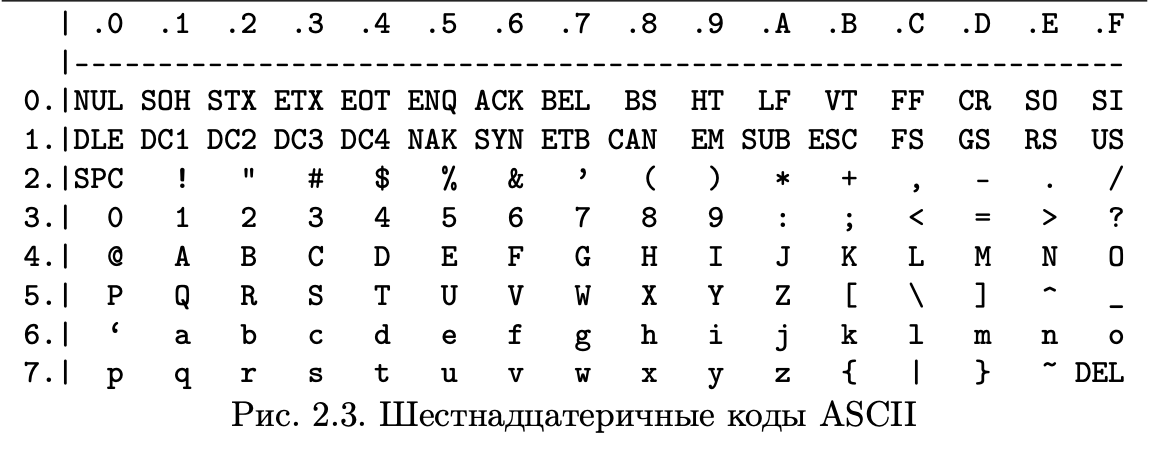 | .0 .1 .2 .3 .4 .5 .6 .7 .8 .9 .A .B .C .D .E .F
|---------------------------------------------------------------
0.|NUL SOH STX ETX EOT ENQ ACK BEL BS HT LF VT FF CR SO SI
1.|DLE DC1 DC2 DC3 DC4 NAK SYN ETB CAN EM SUB ESC FS GS RS US
2.|SPC ! " # $ % & ’ ( ) * + , - . /
3.| 0 1 2 3 4 5 6 7 8 9 : ; < = > ?
4.| @ A B C D E F G H I J K L M N O
5.| P Q R S T U V W X Y Z [ \ ] ^ _
6.| ‘ a b c d e f g h i j k l m n o
7.| p q r s t u v w x y z { | } ~ DEL
Рис. 2.3. Шестнадцатеричные коды ASCII